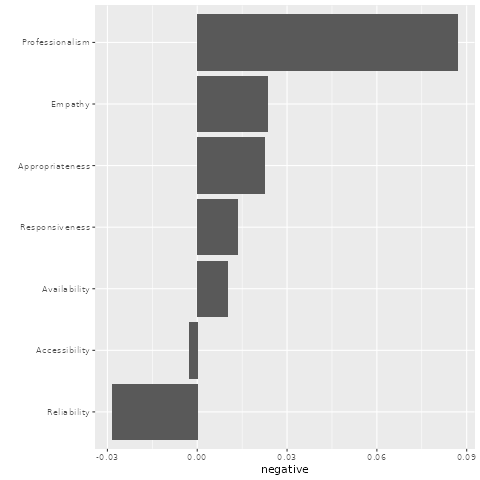 Professionalism
Empathy
Appropriateness
Responsiveness
Availability
Accessibility
Reliability
-0.03 0.00 0.03 0.06 0.09
negative